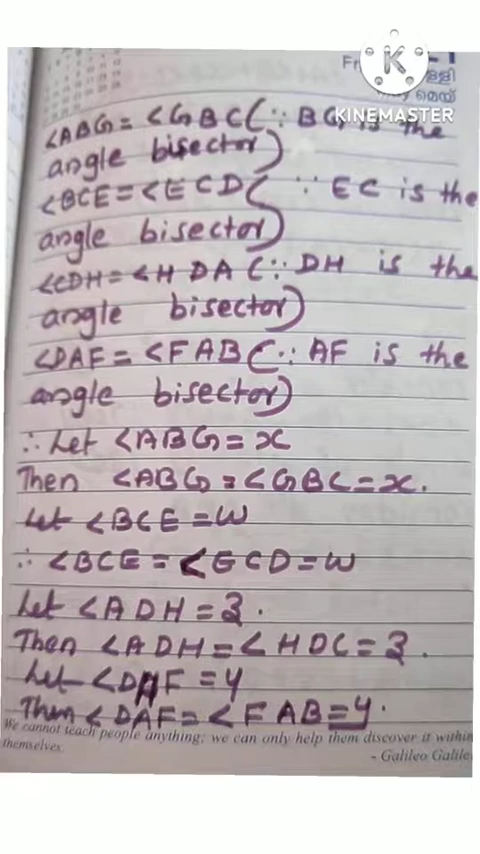 KINEMASTER
∠ABG = ∠GBC (∵ BG is the
angle bisector)
∠BCE = ∠ECD (∵ EC is the
angle bisector)
∠CDH = ∠HDA (∵ DH is the
angle bisector)
∠DAF = ∠FAB (∵ AF is the
angle bisector)
∴ Let ∠ABG = x
Then ∠ABG = ∠GBC = x.
Let ∠BCE = w
∴ ∠BCE = ∠ECD = w
Let ∠ADH = z.
Then ∠ADH = ∠HDC = z.
Let ∠DAF = y
Then ∠DAF = ∠FAB = y.
We cannot teach people anything; we can only help them discover it within
themselves.
- Galileo Galile